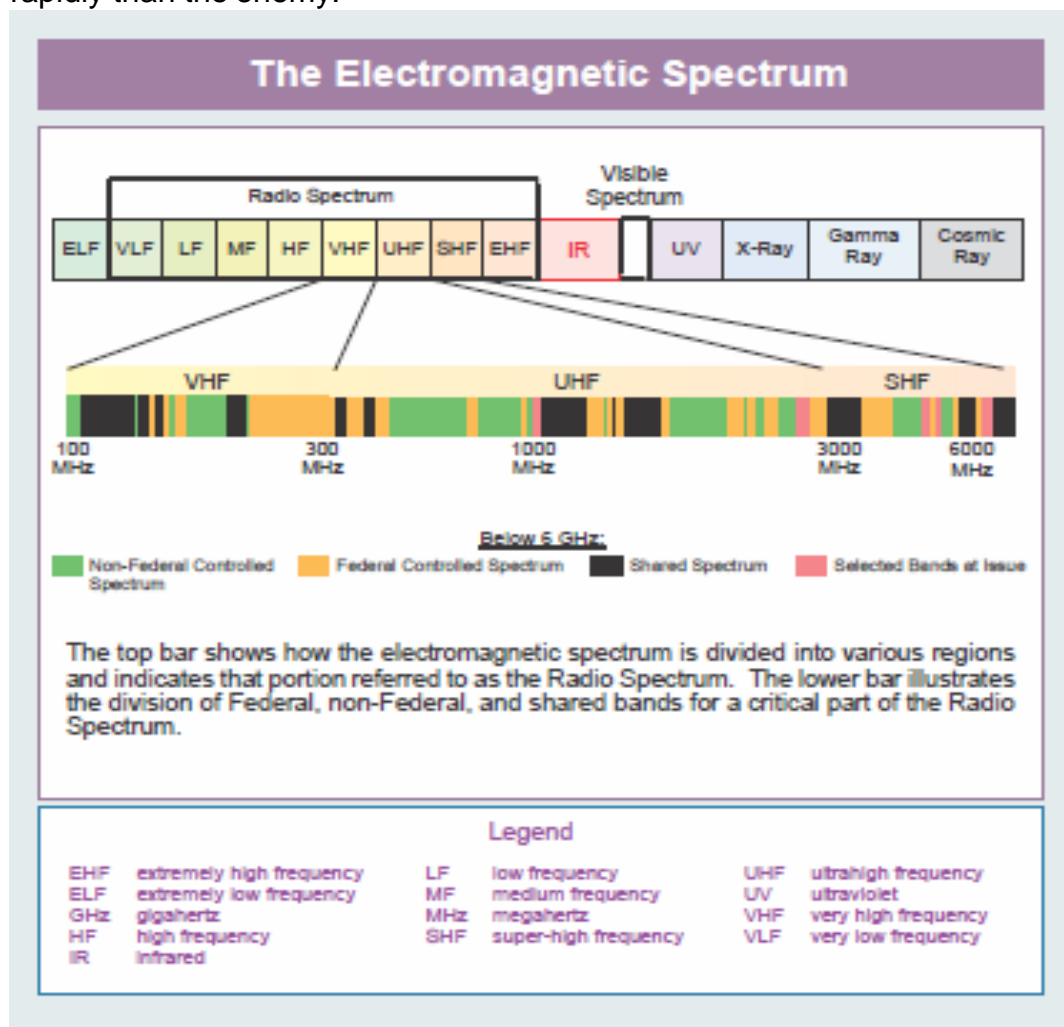 rapidly than the enemy.
The Electromagnetic Spectrum
Visible
Spectrum
Radio Spectrum
ELF VLF LF MF HF VHF UHF SHF EHF IR UV X-Ray Gamma Ray Cosmic Ray
VHF UHF SHF
100 MHz 300 MHz 1000 MHz 3000 MHz 6000 MHz
Below 6 GHz:
Non-Federal Controlled Spectrum Federal Controlled Spectrum Shared Spectrum Selected Bands at Issue
The top bar shows how the electromagnetic spectrum is divided into various regions
and indicates that portion referred to as the Radio Spectrum. The lower bar illustrates
the division of Federal, non-Federal, and shared bands for a critical part of the Radio
Spectrum.
Legend
EHF extremely high frequency LF low frequency UHF ultrahigh frequency
ELF extremely low frequency MF medium frequency UV ultraviolet
GHz gigahertz MHz megahertz VHF very high frequency
HF high frequency SHF super-high frequency VLF very low frequency
IR infrared